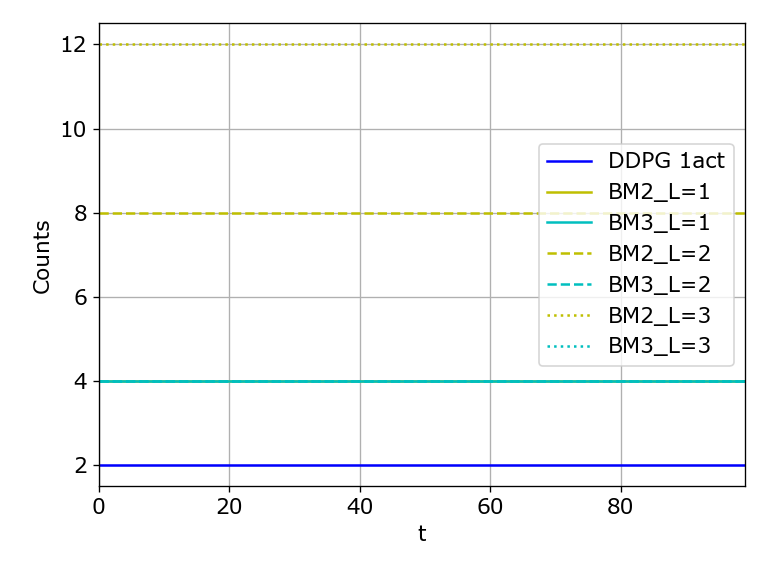 12
10
8
6
4
2
Counts
0
20
40
60
80
t
DDPG 1act
BM2_L=1
BM3_L=1
BM2_L=2
BM3_L=2
BM2_L=3
BM3_L=3